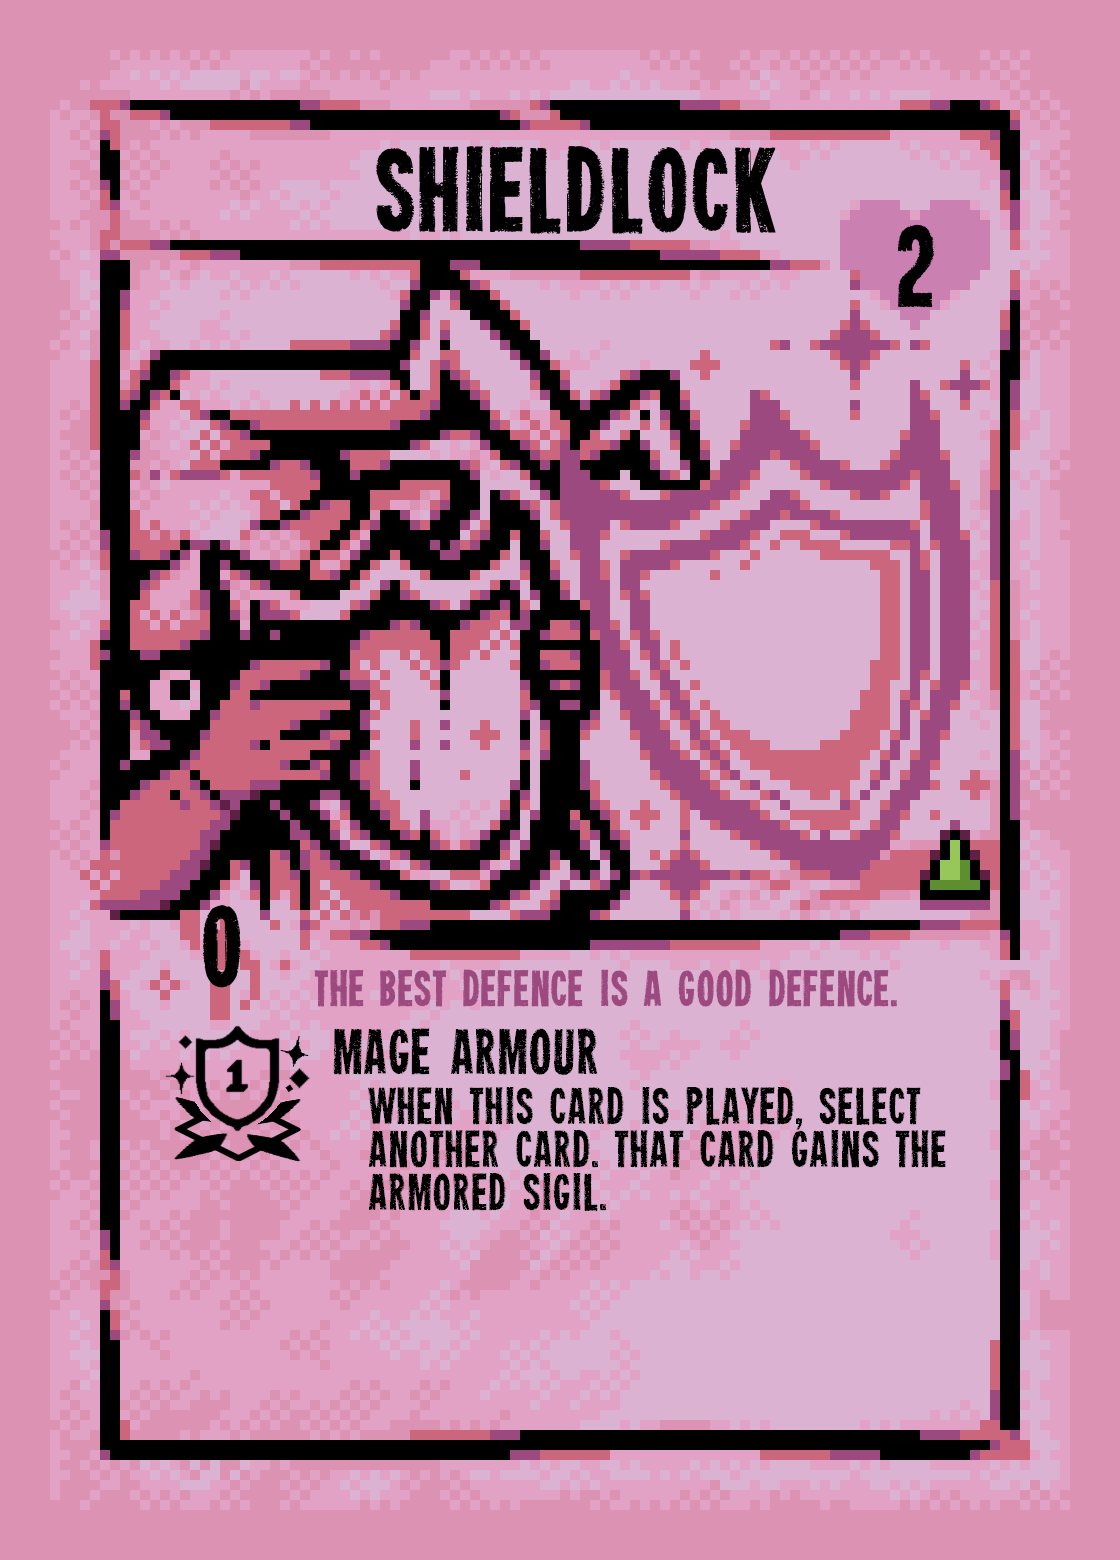 SHIELDLOCK
2
0
THE BEST DEFENCE IS A GOOD DEFENCE.
1
MAGE ARMOUR
WHEN THIS CARD IS PLAYED, SELECT
ANOTHER CARD. THAT CARD GAINS THE
ARMORED SIGIL.